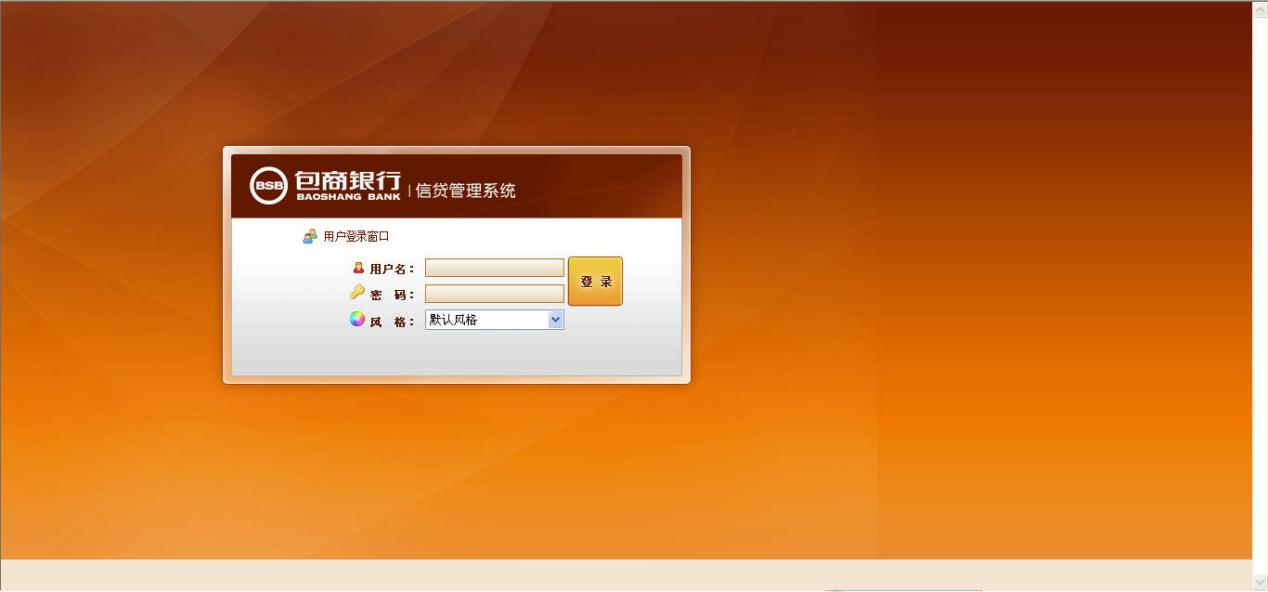 BSB 包商银行 BAOSHANG BANK | 信贷管理系统
用户登录窗口
用户名：
密 码：
登 录
风 格： 默认风格